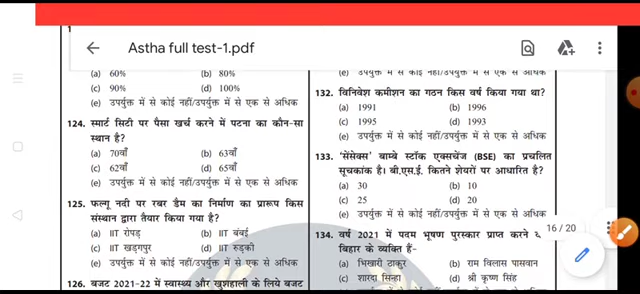 1
Astha full test-1.pdf
(a) 60% (b) 80%
(c) 90% (d) 100%
(e) उपर्युक्त में से कोई नहीं/उपर्युक्त में से एक से अधिक
124. स्मार्ट सिटी पर पैसा खर्च करने में पटना का कौन-सा
स्थान है?
(a) 70वाँ (b) 63वाँ
(c) 62वाँ (d) 65वाँ
(e) उपर्युक्त में से कोई नहीं/उपर्युक्त में से एक से अधिक
125. फल्गू नदी पर रबर डैम का निर्माण का प्रारूप किस
संस्थान द्वारा तैयार किया गया है?
(a) IIT रोपड़ (b) IIT बंबई
(c) IIT खड़गपुर (d) IIT रुड़की
(e) उपर्युक्त में से कोई नहीं/उपर्युक्त में से एक से अधिक
126. बजट 2021-22 में स्वास्थ्य और खुशहाली के लिये बजट
(e) उपर्युक्त में से कोई नहीं/उपर्युक्त में से एक से अधिक
132. विनिवेश कमीशन का गठन किस वर्ष किया गया था?
(a) 1991 (b) 1996
(c) 1995 (d) 1993
(e) उपर्युक्त में से कोई नहीं/उपर्युक्त में से एक से अधिक
133. 'सेंसेक्स' बाम्बे स्टॉक एक्सचेंज (BSE) का प्रचलित
सूचकांक है। बी.एस.ई. कितने शेयरों पर आधारित है?
(a) 30 (b) 10
(c) 25 (d) 20
(e) उपर्युक्त में से कोई नहीं/उपर्युक्त में से एक से
16 / 20
134. वर्ष 2021 में पदम भूषण पुरस्कार प्राप्त करने
बिहार के व्यक्ति हैं-
(a) भिखारी ठाकुर (b) राम विलास पासवान
(c) शारदा सिन्हा (d) श्री कृष्ण सिंह